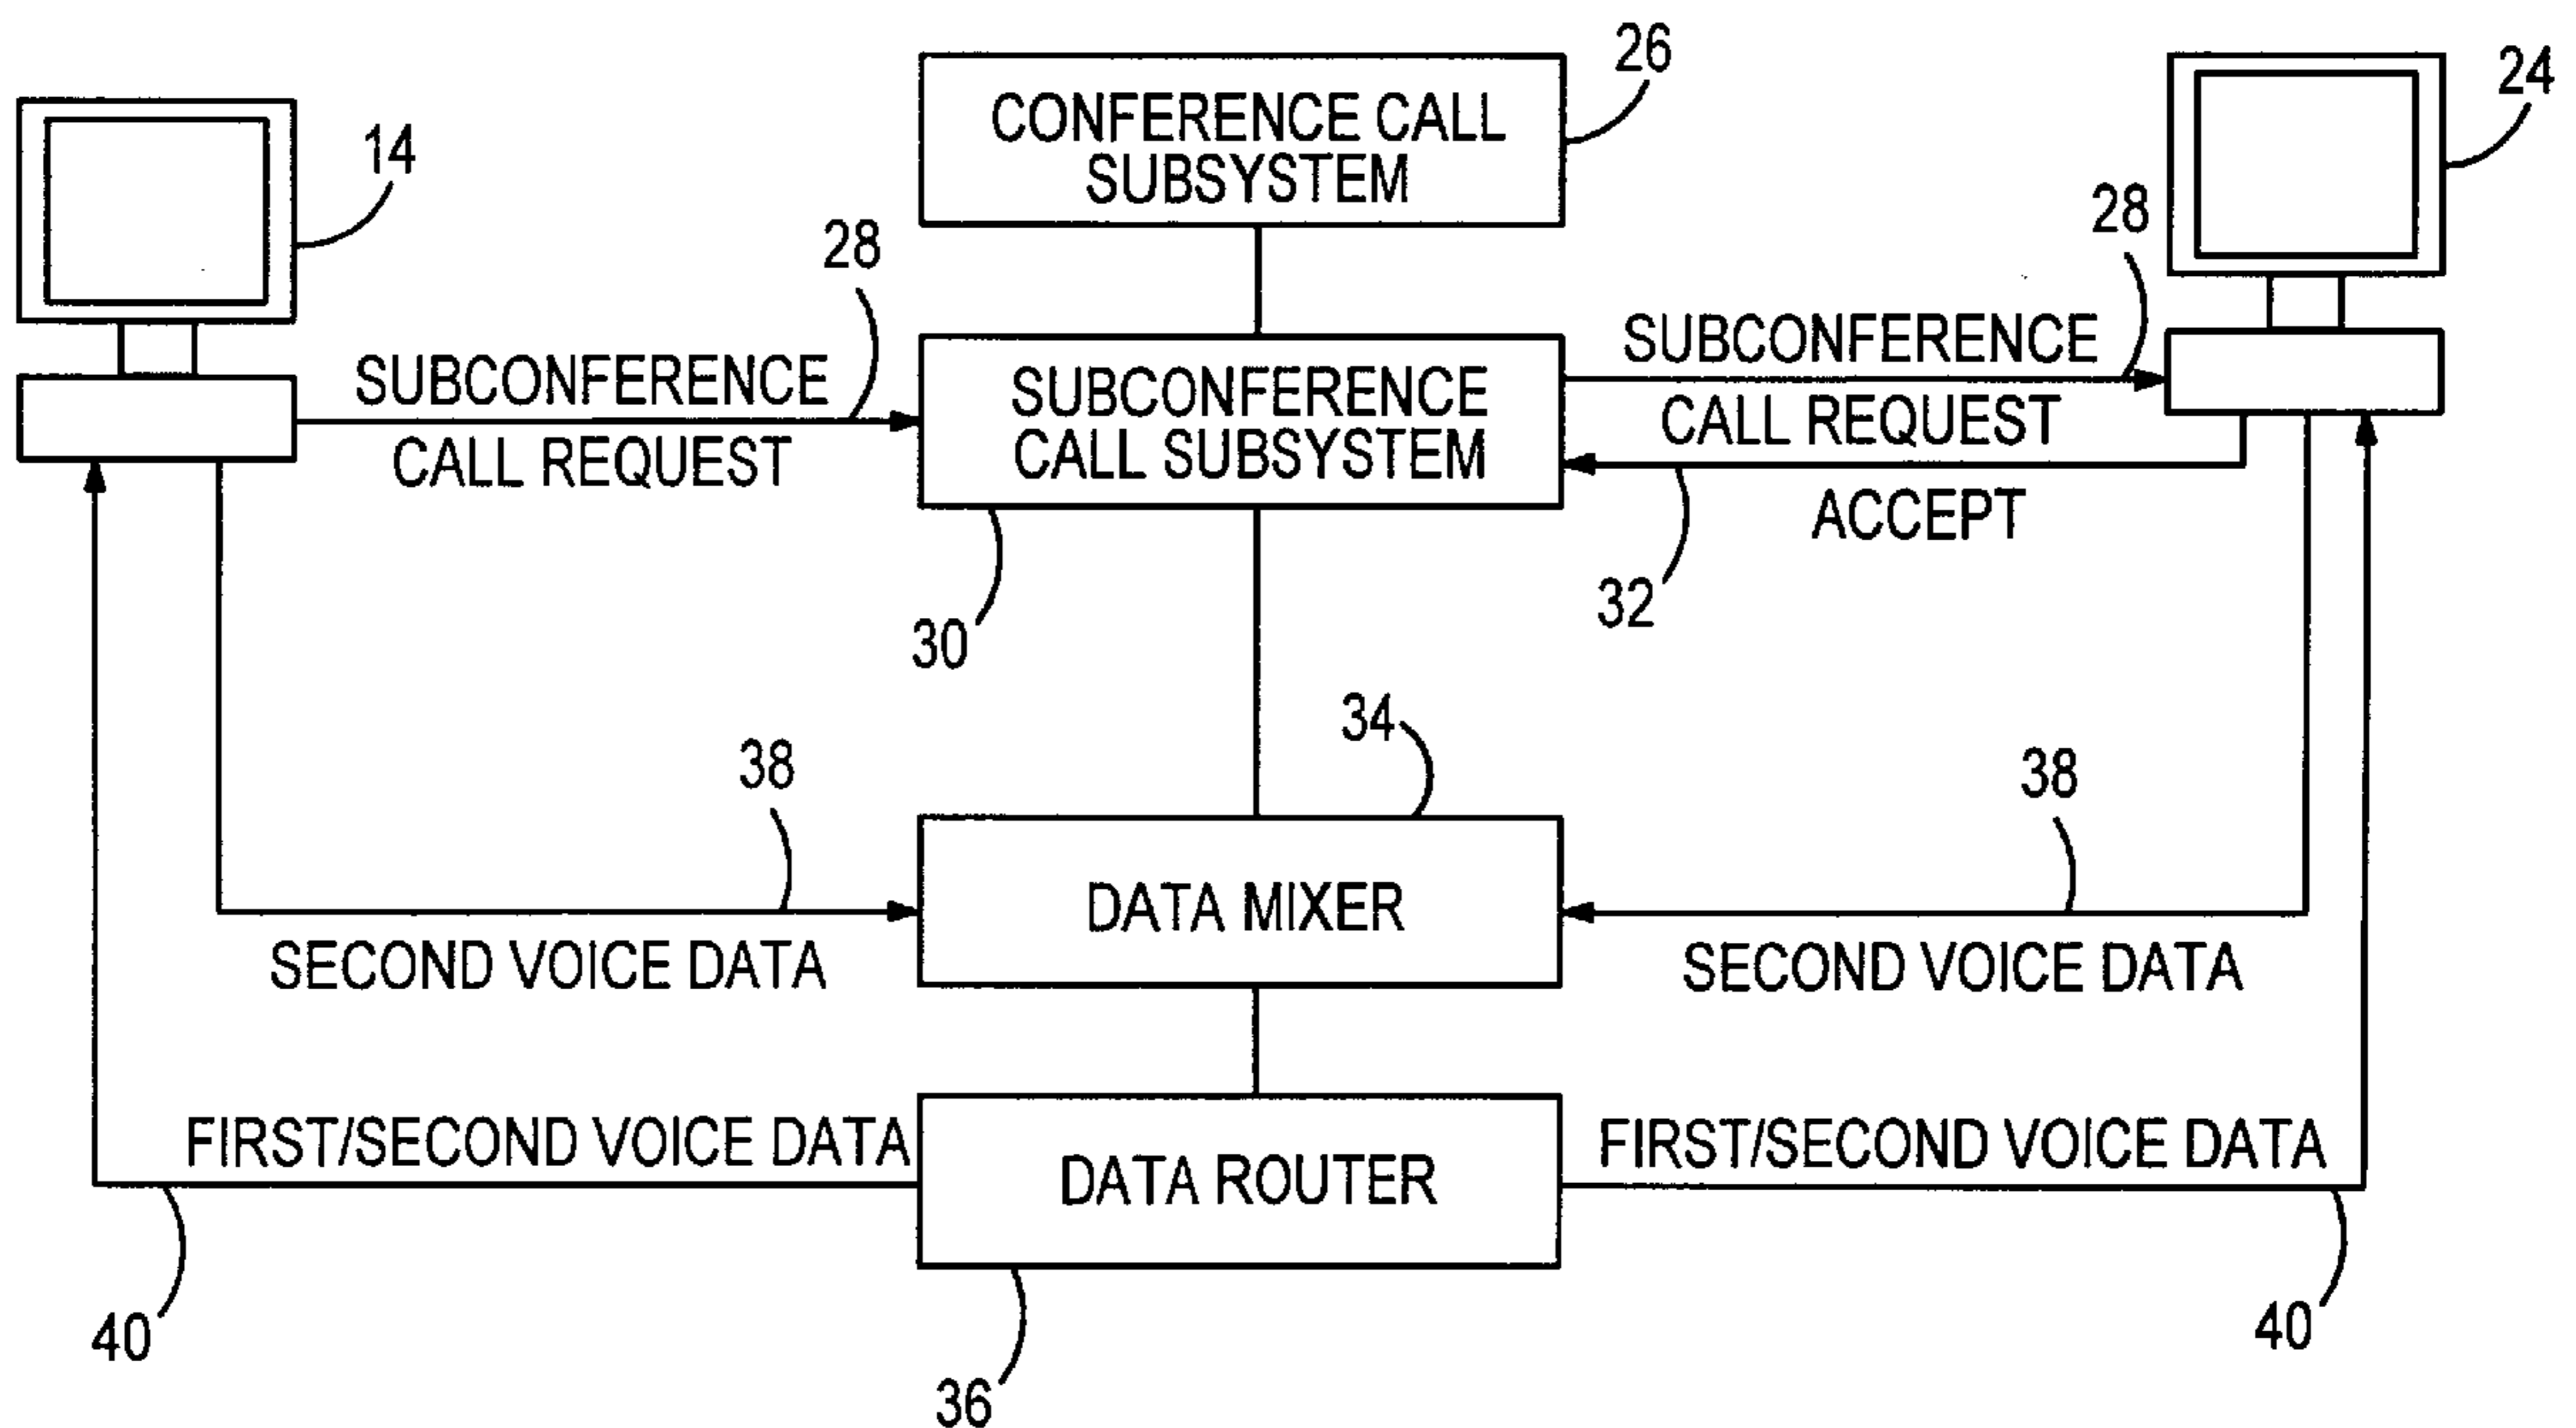 26
CONFERENCE CALL
SUBSYSTEM
24
14
28
28
SUBCONFERENCE
CALL REQUEST
SUBCONFERENCE
CALL SUBSYSTEM
SUBCONFERENCE
CALL REQUEST
ACCEPT
30
32
34
38
38
DATA MIXER
SECOND VOICE DATA
SECOND VOICE DATA
FIRST/SECOND VOICE DATA
DATA ROUTER
FIRST/SECOND VOICE DATA
40
40
36